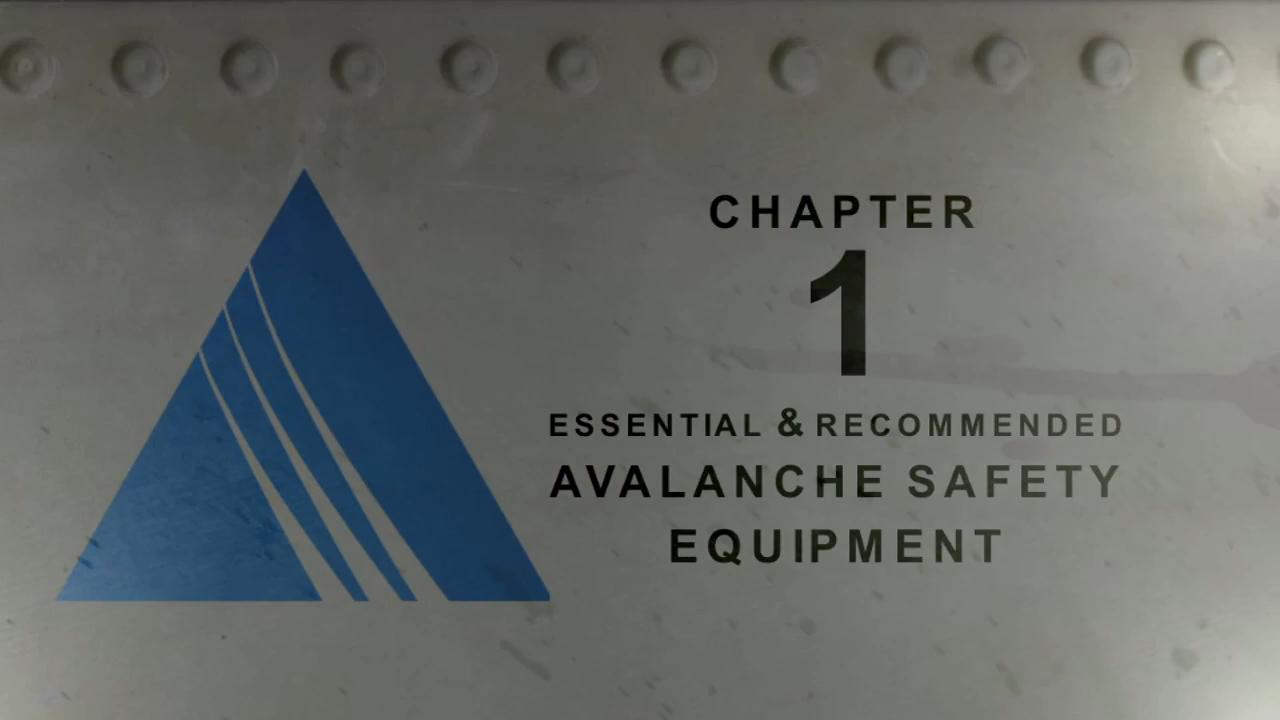 CHAPTER
1
ESSENTIAL & RECOMMENDED
AVALANCHE SAFETY
EQUIPMENT